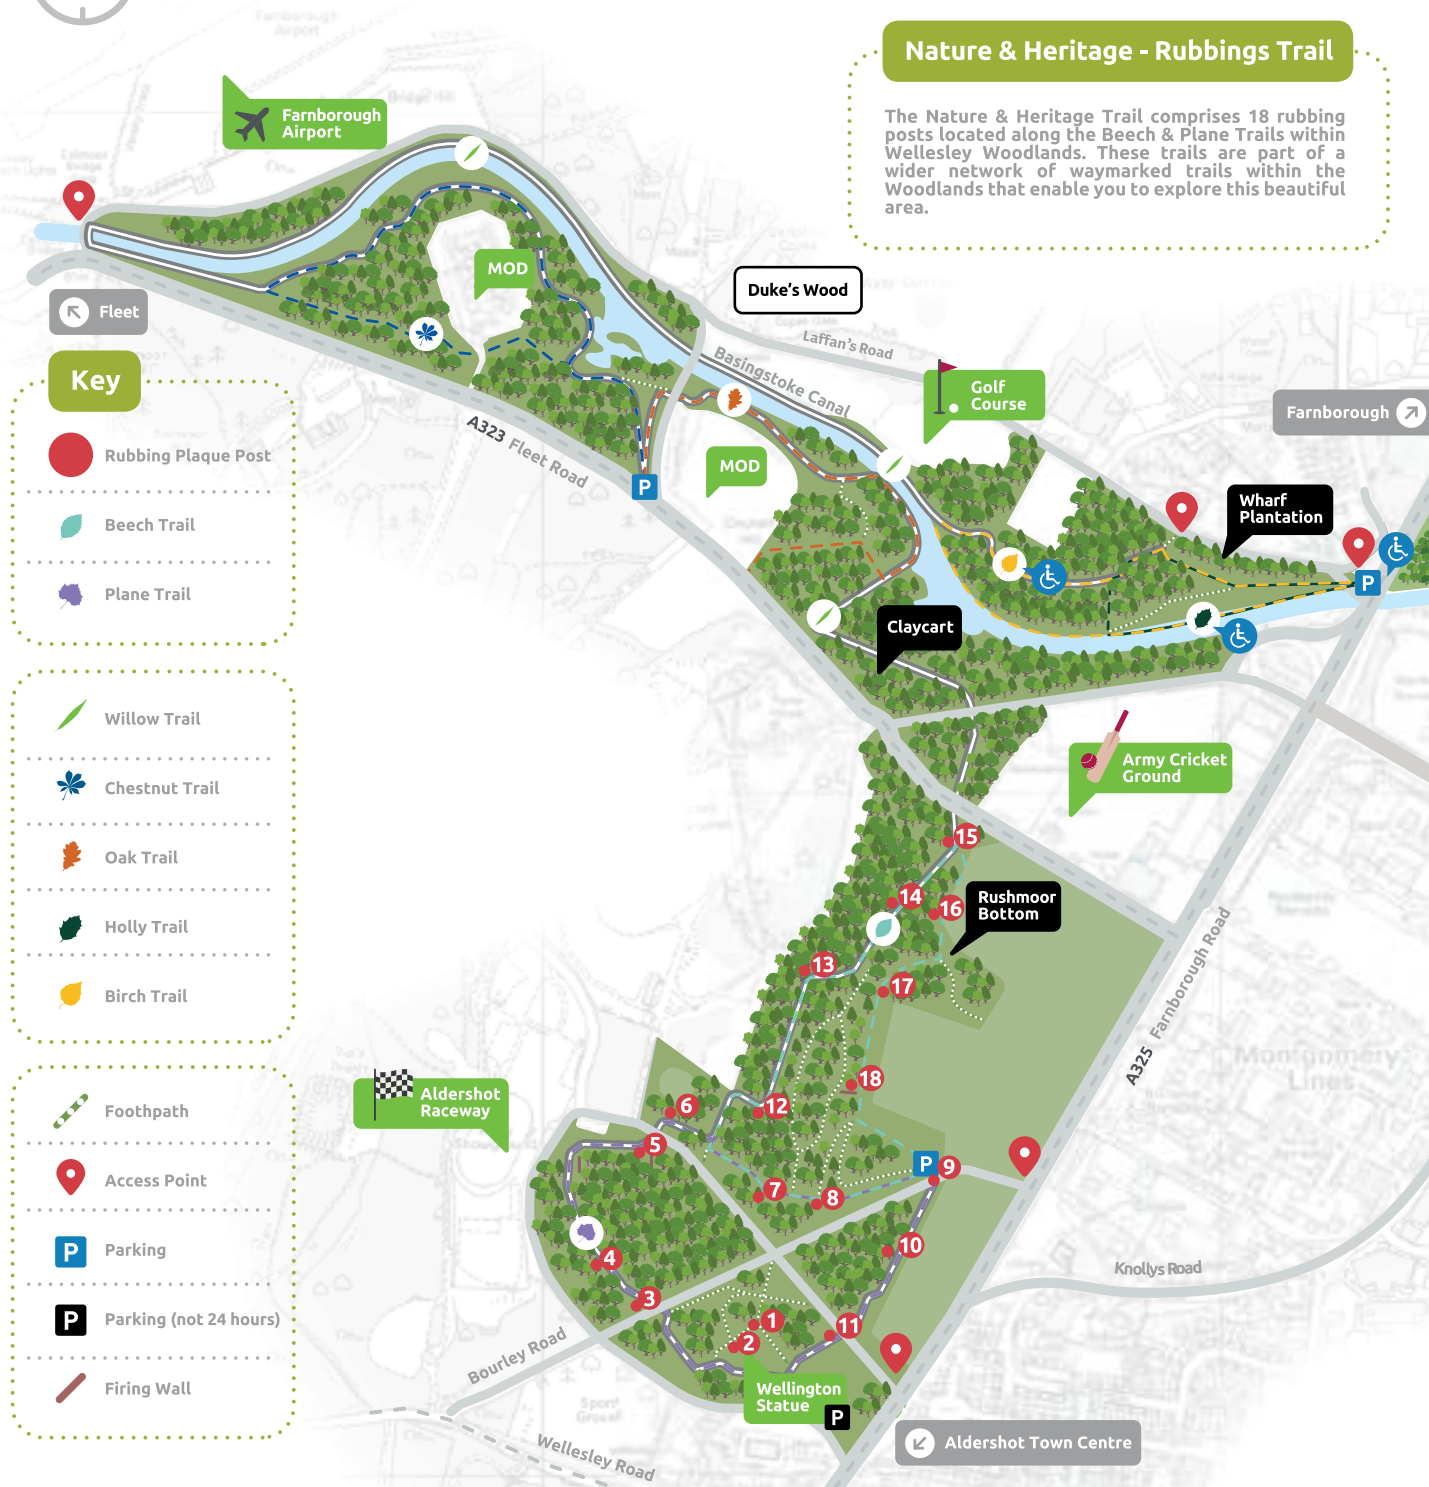 Nature & Heritage - Rubbings Trail
The Nature & Heritage Trail comprises 18 rubbing
posts located along the Beech & Plane Trails within
Wellesley Woodlands. These trails are part of a
wider network of waymarked trails within the
Woodlands that enable you to explore this beautiful
area.
Farnborough
Airport
MOD
Duke's Wood
Laffan's Road
Basingstoke Canal
Golf
Course
Farnborough
Fleet
A323 Fleet Road
P
MOD
Wharf
Plantation
P
Claycart
Army Cricket
Ground
Key
Rubbing Plaque Post
Beech Trail
Plane Trail
Willow Trail
Chestnut Trail
Oak Trail
Holly Trail
Birch Trail
Foothpath
Access Point
P Parking
P Parking (not 24 hours)
Firing Wall
15
14
16
Rushmoor
Bottom
13
17
18
A325 Farnborough Road
Montgomery
Lines
Aldershot
Raceway
6
12
5
P
9
7
8
4
10
3
1
11
2
Knollys Road
Bourley Road
Wellington
Statue
P
Sport
Ground
Wellesley Road
Aldershot Town Centre